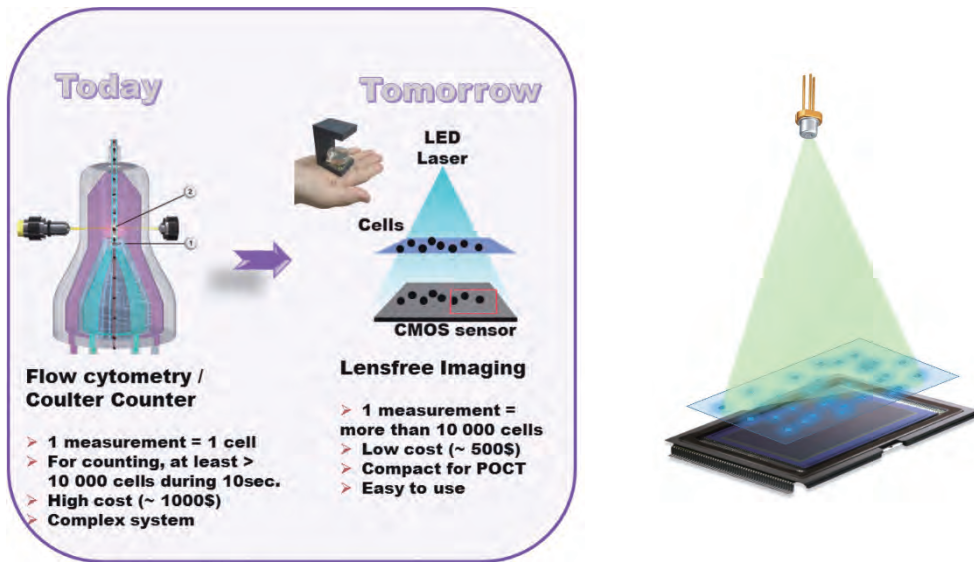 Today
2
1
Flow cytometry /
Coulter Counter
➢ 1 measurement = 1 cell
➢ For counting, at least >
10 000 cells during 10sec.
➢ High cost (~ 1000$)
➢ Complex system
Tomorrow
LED
Laser
Cells
CMOS sensor
Lensfree Imaging
➢ 1 measurement =
more than 10 000 cells
➢ Low cost (~ 500$)
➢ Compact for POCT
➢ Easy to use